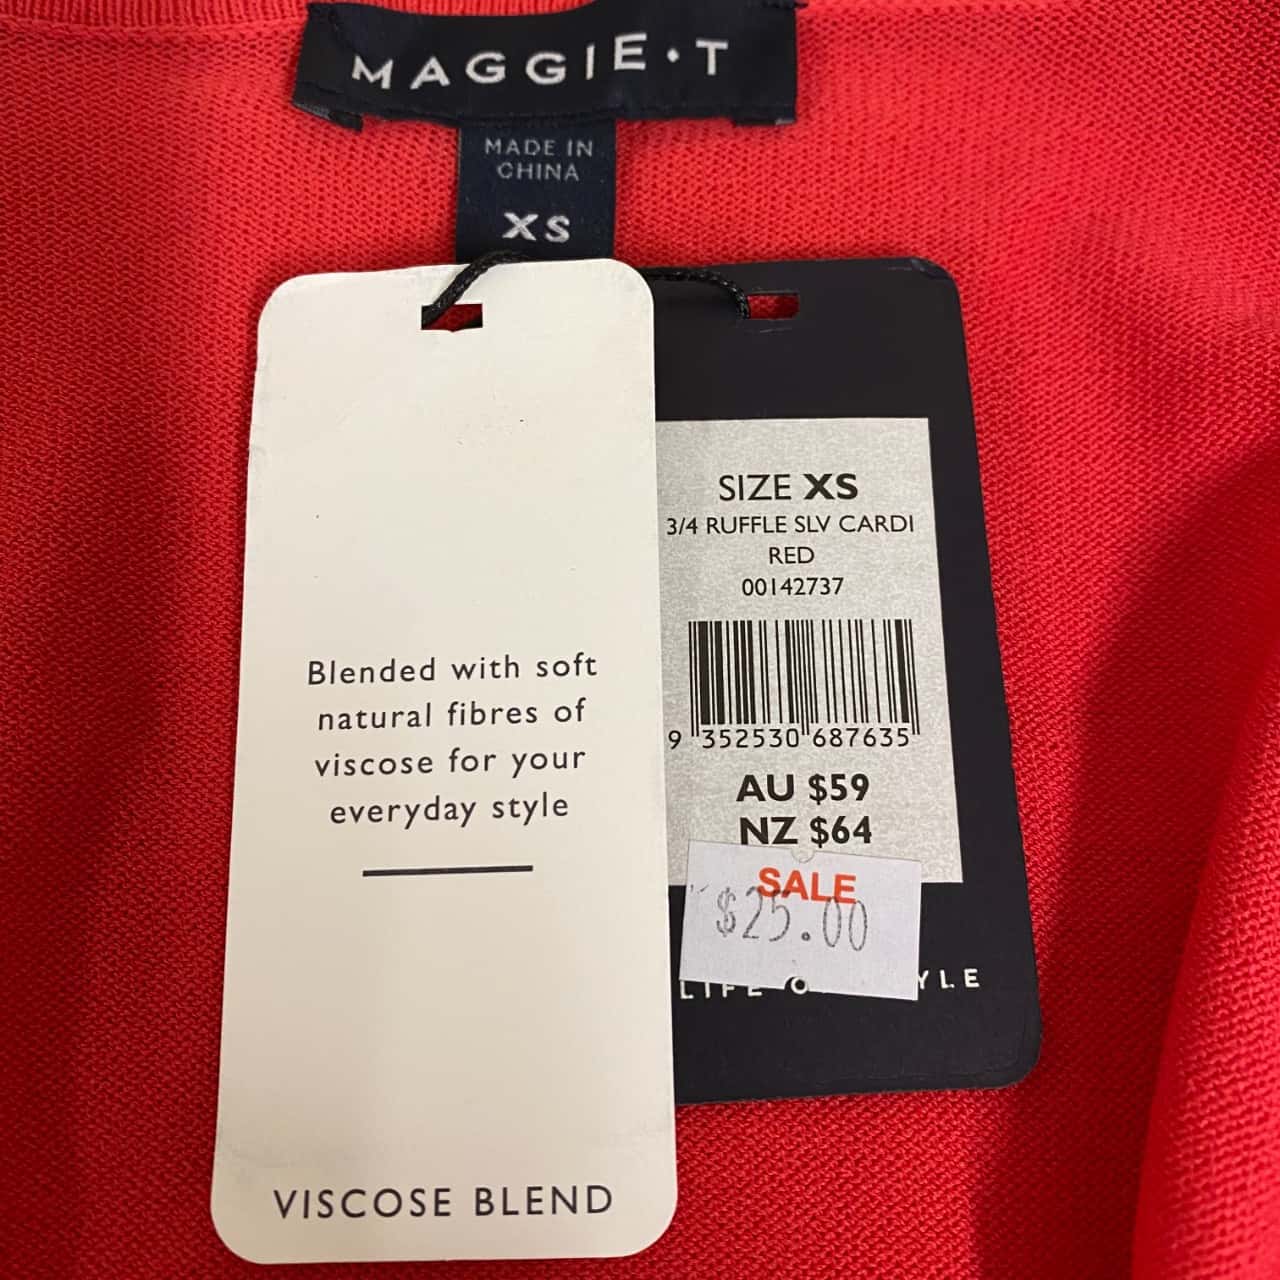 MAGGIE•T
MADE IN
CHINA
XS
Blended with soft
natural fibres of
viscose for your
everyday style
VISCOSE BLEND
SIZE XS
3/4 RUFFLE SLV CARDI
RED
00142737
9 352530 687635
AU $59
NZ $64
SALE
$25.00
LIFE